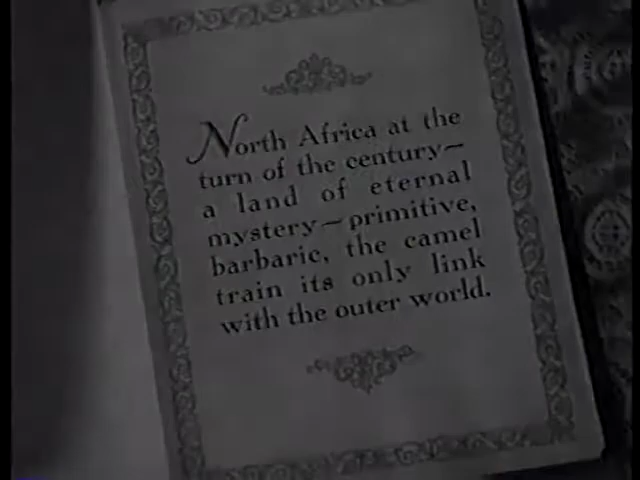 North Africa at the
turn of the century—
a land of eternal
mystery—primitive,
barbaric, the camel
train its only link
with the outer world.